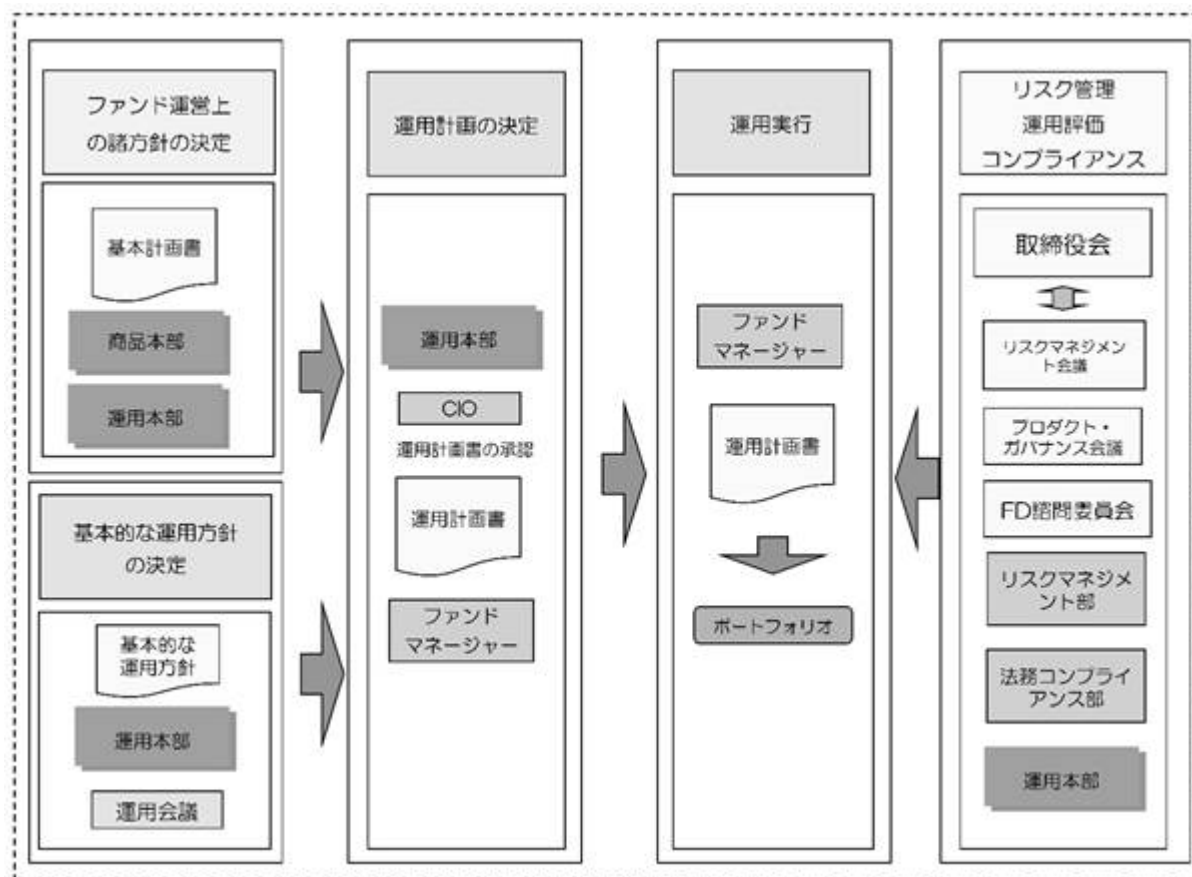 ファンド運営上
の諸方針の決定
基本計画書
商品本部
運用本部
基本的な運用方針
の決定
基本的な
運用方針
運用本部
運用会議
運用計画の決定
運用本部
CIO
運用計画書の承認
運用計画書
ファンド
マネージャー
運用実行
ファンド
マネージャー
運用計画書
ポートフォリオ
リスク管理
運用評価
コンプライアンス
取締役会
リスクマネジメン
ト会議
プロダクト・
ガバナンス会議
FD諮問委員会
リスクマネジメ
ント部
法務コンプライ
アンス部
運用本部